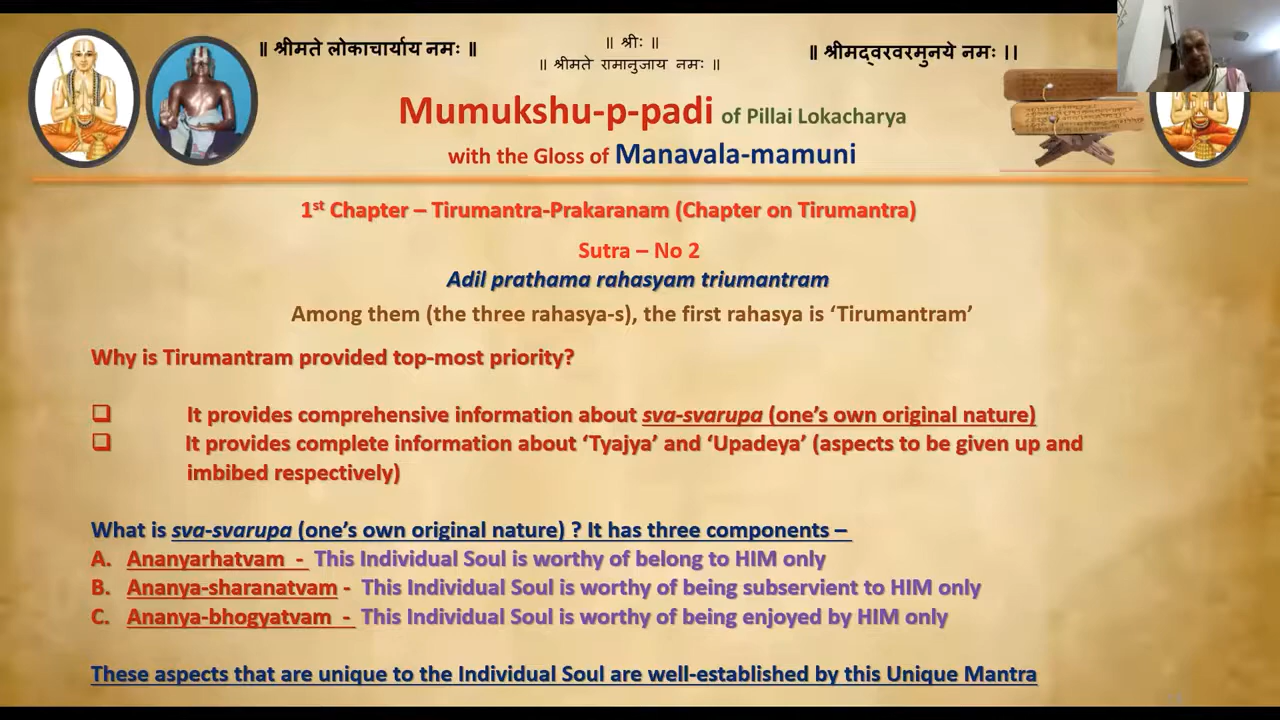 ॥ श्रीमते लोकाचार्याय नमः ॥
॥ श्रीः ॥
॥ श्रीमते रामानुजाय नमः ॥
॥ श्रीमद्वरवरमुनये नमः ।।
Mumukshu-p-padi of Pillai Lokacharya
with the Gloss of Manavala-mamuni
1st Chapter – Tirumantra-Prakaranam (Chapter on Tirumantra)
Sutra – No 2
Adil prathama rahasyam triumantram
Among them (the three rahasya-s), the first rahasya is ‘Tirumantram’
Why is Tirumantram provided top-most priority?
❑ It provides comprehensive information about sva-svarupa (one’s own original nature)
❑ It provides complete information about ‘Tyajya’ and ‘Upadeya’ (aspects to be given up and
imbibed respectively)
What is sva-svarupa (one’s own original nature) ? It has three components –
A. Ananyarhatvam - This Individual Soul is worthy of belong to HIM only
B. Ananya-sharanatvam - This Individual Soul is worthy of being subservient to HIM only
C. Ananya-bhogyatvam - This Individual Soul is worthy of being enjoyed by HIM only
These aspects that are unique to the Individual Soul are well-established by this Unique Mantra